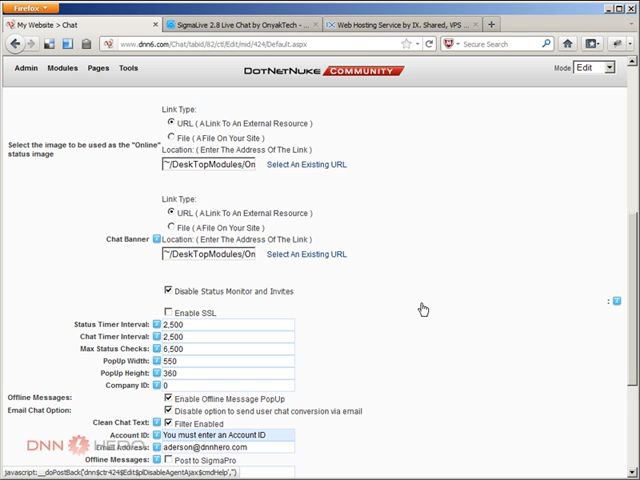 Firefox
My Website > Chat
SigmaLive 2.8 Live Chat by OnyakTech -
Web Hosting Service by IX. Shared, VPS
www.dnn6.com/Chat/tabid/82/ctl/Edit/mid/424/Default.aspx
Secure Search
McAfee
Admin Modules Pages Tools
DOTNETNUKE COMMUNITY
Mode Edit
Link Type:
URL ( A Link To An External Resource )
File ( A File On Your Site )
Select the image to be used as the "Online" status image
Location: ( Enter The Address Of The Link )
~/DeskTopModules/On
Select An Existing URL
Link Type:
URL ( A Link To An External Resource )
File ( A File On Your Site )
Chat Banner
Location: ( Enter The Address Of The Link )
~/DeskTopModules/On
Select An Existing URL
Disable Status Monitor and Invites
:
Enable SSL
Status Timer Interval: 2,500
Chat Timer Interval: 2,500
Max Status Checks: 6,500
PopUp Width: 550
PopUp Height: 360
Company ID: 0
Offline Messages: Enable Offline Message PopUp
Email Chat Option: Disable option to send user chat conversion via email
Clean Chat Text: Filter Enabled
Account ID: You must enter an Account ID
Email Address: aderson@dnnhero.com
Offline Messages: Post to SigmaPro
DNN HERO
javascript:__doPostBack('dnn$ctr424$Edit$plDisableAgentAjax$cmdHelp','')